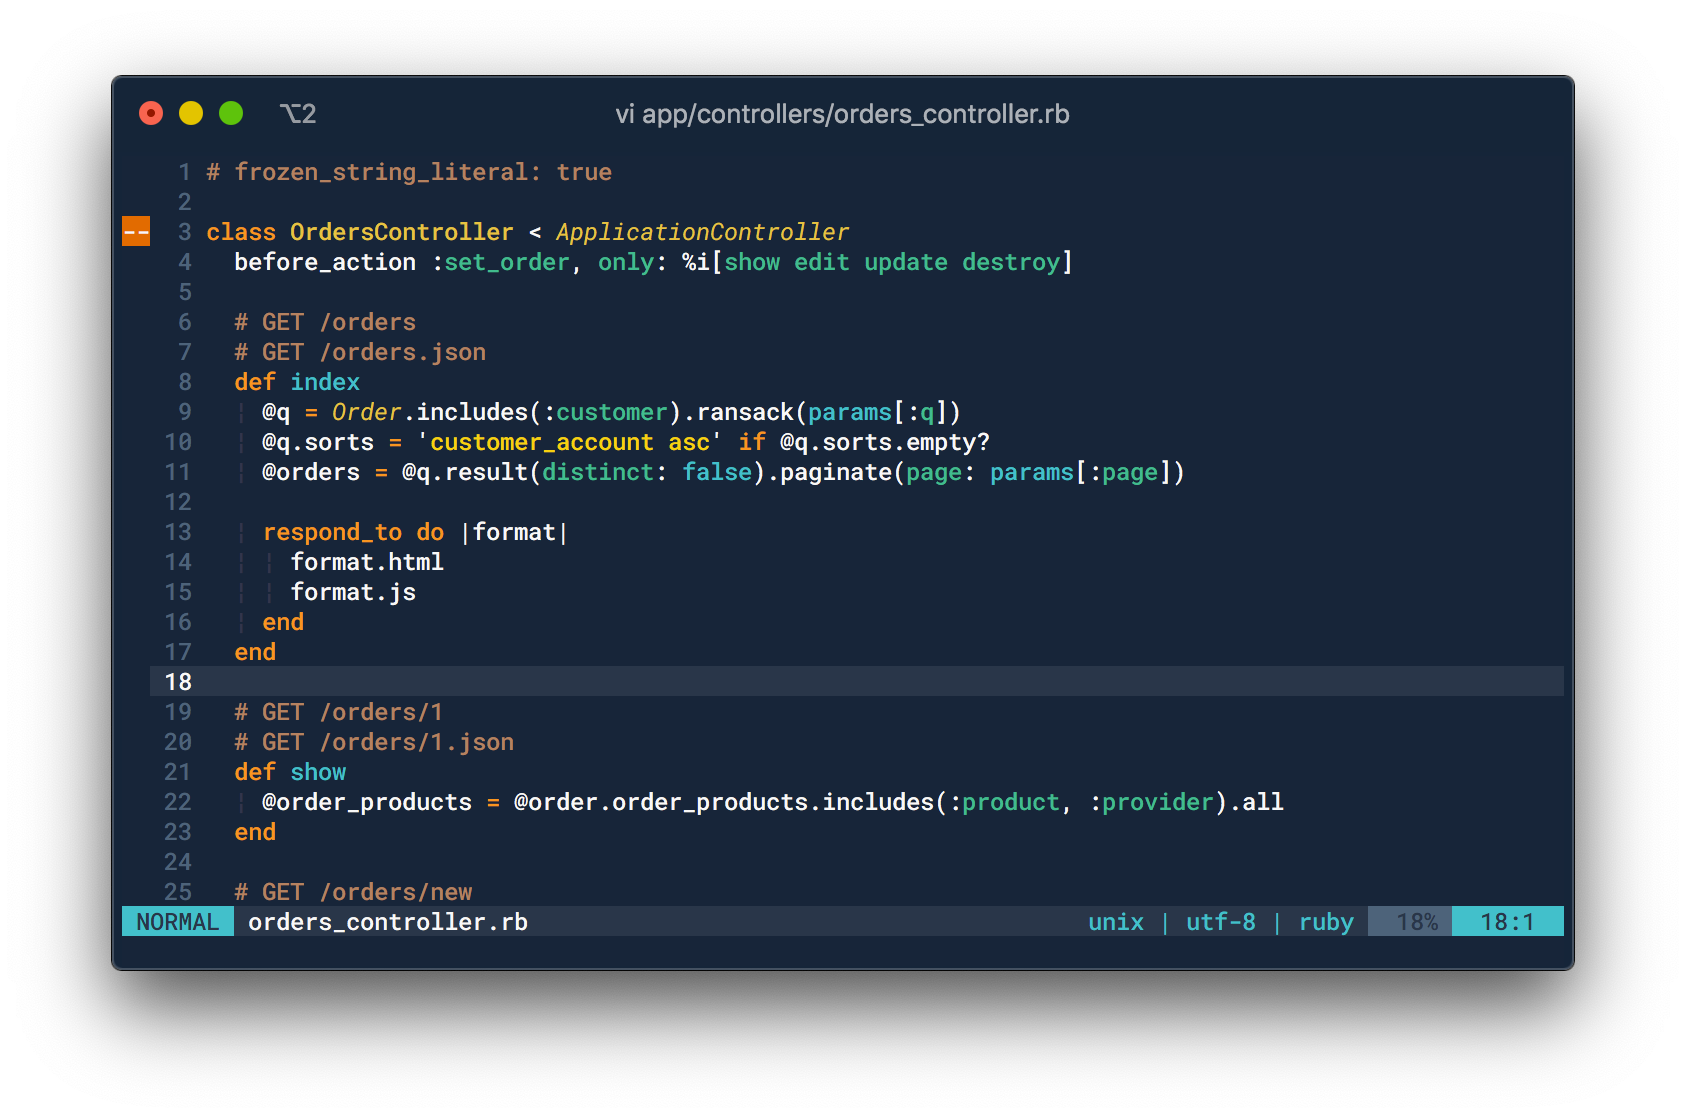 ⌥2 vi app/controllers/orders_controller.rb
1 # frozen_string_literal: true
2
-- 3 class OrdersController < ApplicationController
4   before_action :set_order, only: %i[show edit update destroy]
5
6   # GET /orders
7   # GET /orders.json
8   def index
9   ¦ @q = Order.includes(:customer).ransack(params[:q])
10   ¦ @q.sorts = 'customer_account asc' if @q.sorts.empty?
11   ¦ @orders = @q.result(distinct: false).paginate(page: params[:page])
12
13   ¦ respond_to do |format|
14   ¦ ¦ format.html
15   ¦ ¦ format.js
16   ¦ end
17   end
18
19   # GET /orders/1
20   # GET /orders/1.json
21   def show
22   ¦ @order_products = @order.order_products.includes(:product, :provider).all
23   end
24
25   # GET /orders/new
NORMAL orders_controller.rb unix | utf-8 | ruby 18% 18:1